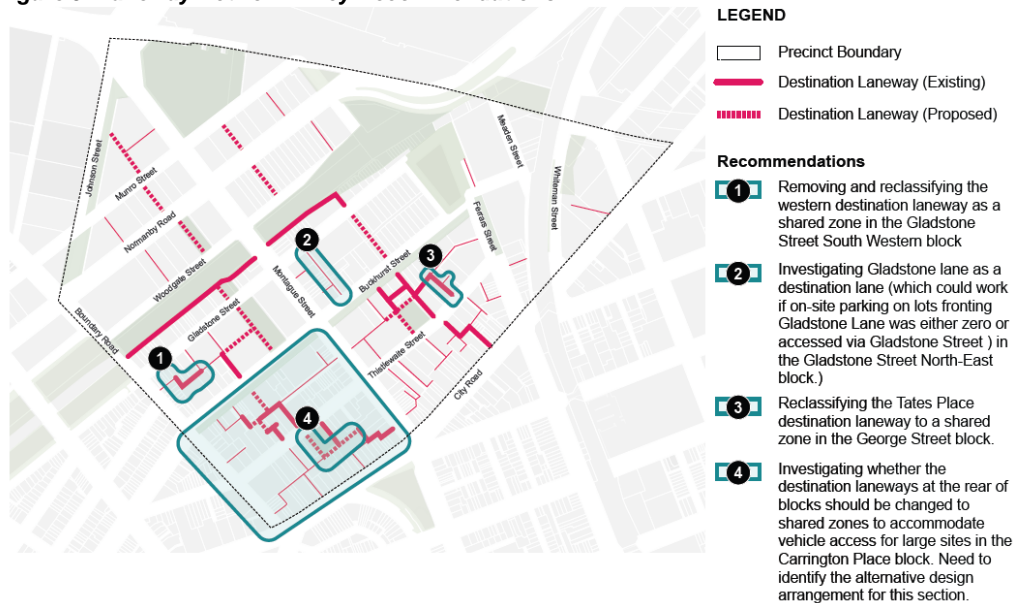 LEGEND
Precinct Boundary
Destination Laneway (Existing)
Destination Laneway (Proposed)
Recommendations
1
Removing and reclassifying the
western destination laneway as a
shared zone in the Gladstone
Street South Western block
2
Investigating Gladstone lane as a
destination lane (which could work
if on-site parking on lots fronting
Gladstone Lane was either zero or
accessed via Gladstone Street ) in
the Gladstone Street North-East
block.)
3
Reclassifying the Tates Place
destination laneway to a shared
zone in the George Street block.
4
Investigating whether the
destination laneways at the rear of
blocks should be changed to
shared zones to accommodate
vehicle access for large sites in the
Carrington Place block. Need to
identify the alternative design
arrangement for this section.
Johnson Street
Munro Street
Normanby Road
Woodgate Street
Boundary Road
Gladstone Street
Montague Street
Buckhurst Street
Thistlewaite Street
City Road
Ferrars Street
Meaden Street
Whiteman Street
1
2
3
4